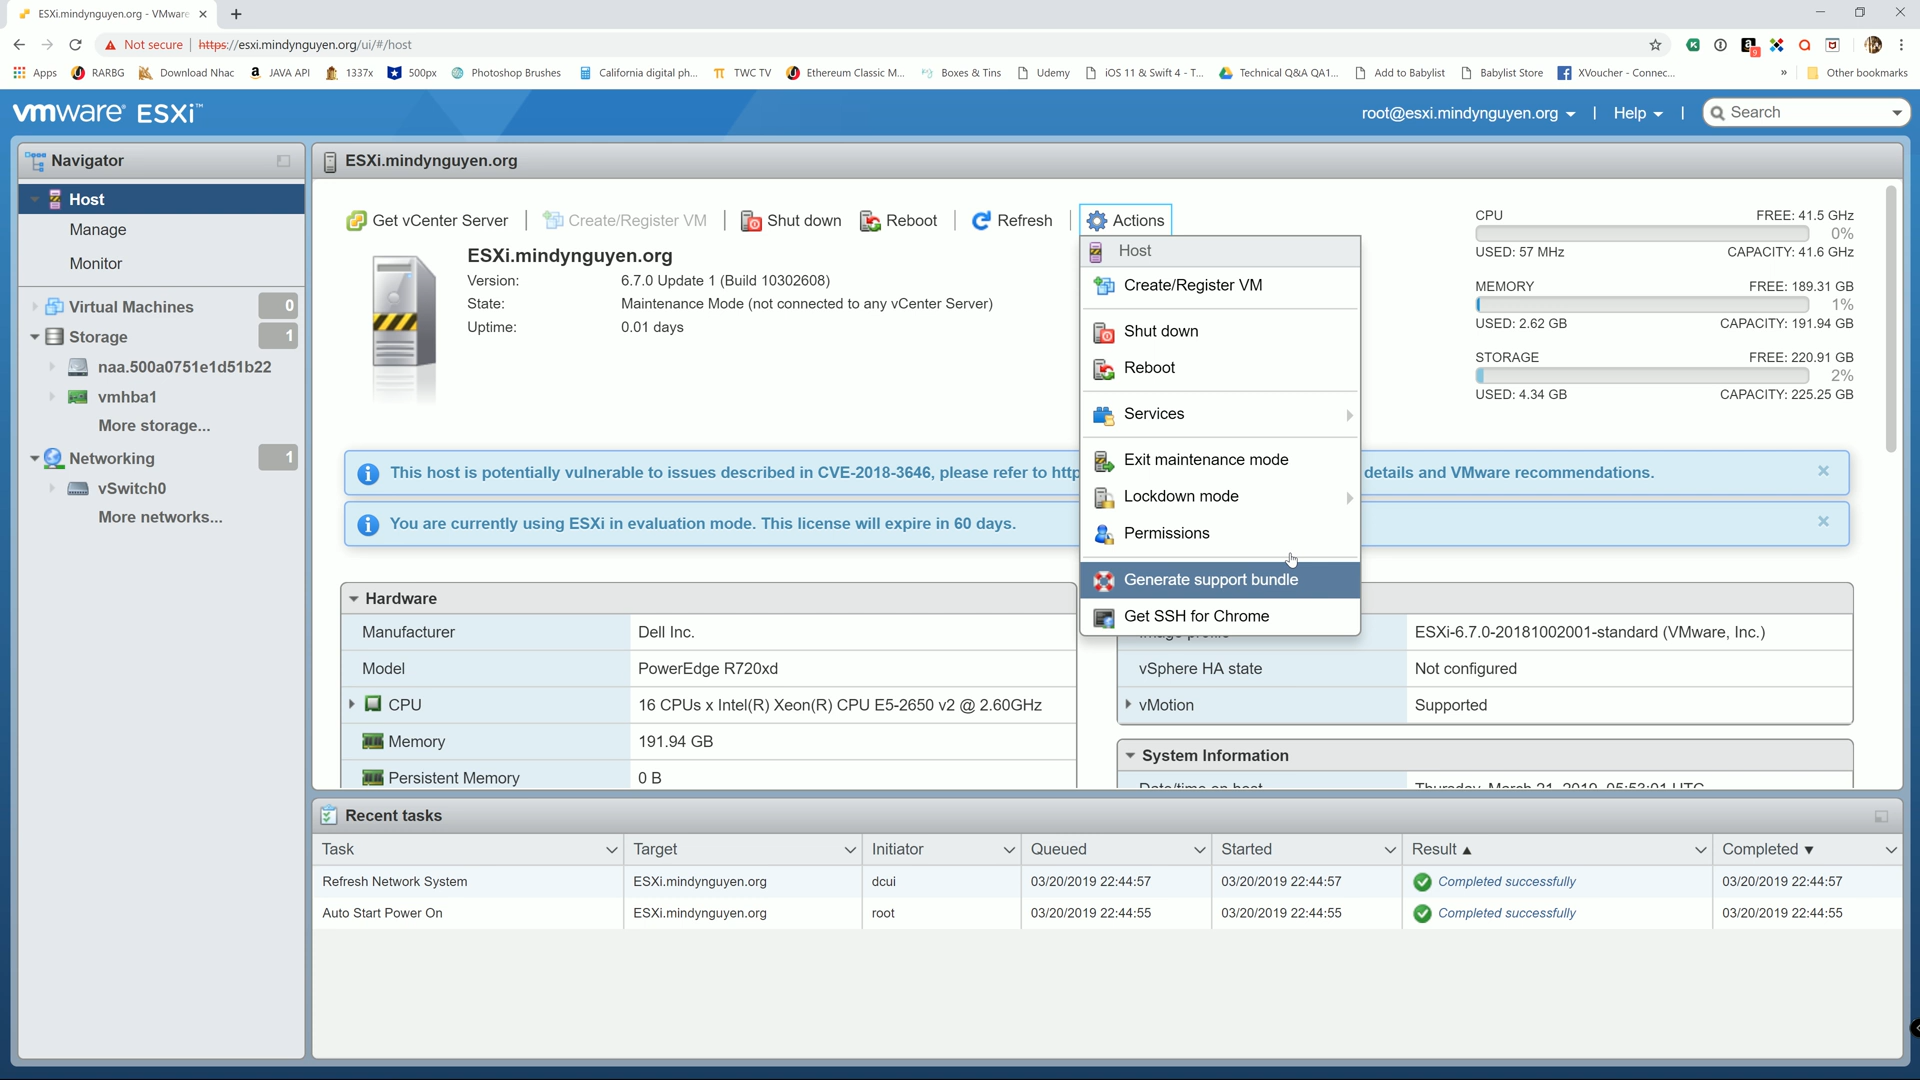 ESXi.mindynguyen.org - VMware
Not secure | https://esxi.mindynguyen.org/ui/#/host
Apps RARBG Download Nhac JAVA API 1337x 500px Photoshop Brushes California digital ph... TWC TV Ethereum Classic M... Boxes & Tins Udemy iOS 11 & Swift 4 - T... Technical Q&A QA1... Add to Babylist Babylist Store XVoucher - Connec... » Other bookmarks
vmware ESXi™
root@esxi.mindynguyen.org | Help | Search
Navigator
Host
Manage
Monitor
Virtual Machines 0
Storage 1
naa.500a0751e1d51b22
vmhba1
More storage...
Networking 1
vSwitch0
More networks...
ESXi.mindynguyen.org
Get vCenter Server | Create/Register VM | Shut down Reboot | Refresh | Actions
ESXi.mindynguyen.org
Version: 6.7.0 Update 1 (Build 10302608)
State: Maintenance Mode (not connected to any vCenter Server)
Uptime: 0.01 days
Host
Create/Register VM
Shut down
Reboot
Services
Exit maintenance mode
Lockdown mode
Permissions
Generate support bundle
Get SSH for Chrome
CPU FREE: 41.5 GHz
0%
USED: 57 MHz CAPACITY: 41.6 GHz
MEMORY FREE: 189.31 GB
1%
USED: 2.62 GB CAPACITY: 191.94 GB
STORAGE FREE: 220.91 GB
2%
USED: 4.34 GB CAPACITY: 225.25 GB
This host is potentially vulnerable to issues described in CVE-2018-3646, please refer to http details and VMware recommendations.
You are currently using ESXi in evaluation mode. This license will expire in 60 days.
Hardware
Manufacturer Dell Inc.
Model PowerEdge R720xd
CPU 16 CPUs x Intel(R) Xeon(R) CPU E5-2650 v2 @ 2.60GHz
Memory 191.94 GB
Persistent Memory 0 B
Image profile ESXi-6.7.0-20181002001-standard (VMware, Inc.)
vSphere HA state Not configured
vMotion Supported
System Information
Date/time on host Thursday, March 21, 2019, 05:53:01 UTC
Recent tasks
Task Target Initiator Queued Started Result ▲ Completed ▼
Refresh Network System ESXi.mindynguyen.org dcui 03/20/2019 22:44:57 03/20/2019 22:44:57 Completed successfully 03/20/2019 22:44:57
Auto Start Power On ESXi.mindynguyen.org root 03/20/2019 22:44:55 03/20/2019 22:44:55 Completed successfully 03/20/2019 22:44:55